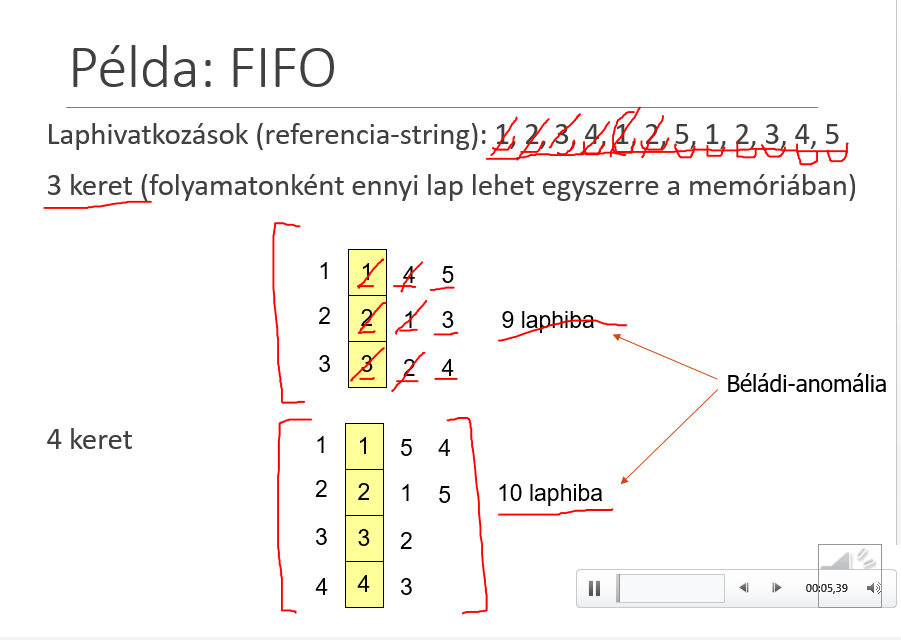 Példa: FIFO
Laphivatkozások (referencia-string): 1, 2, 3, 4, 1, 2, 5, 1, 2, 3, 4, 5
3 keret (folyamatonként ennyi lap lehet egyszerre a memóriában)
1 1 4 5
2 2 1 3
3 3 2 4
9 laphiba
Béládi-anomália
4 keret
1 1 5 4
2 2 1 5
3 3 2
4 4 3
10 laphiba
00:05,39